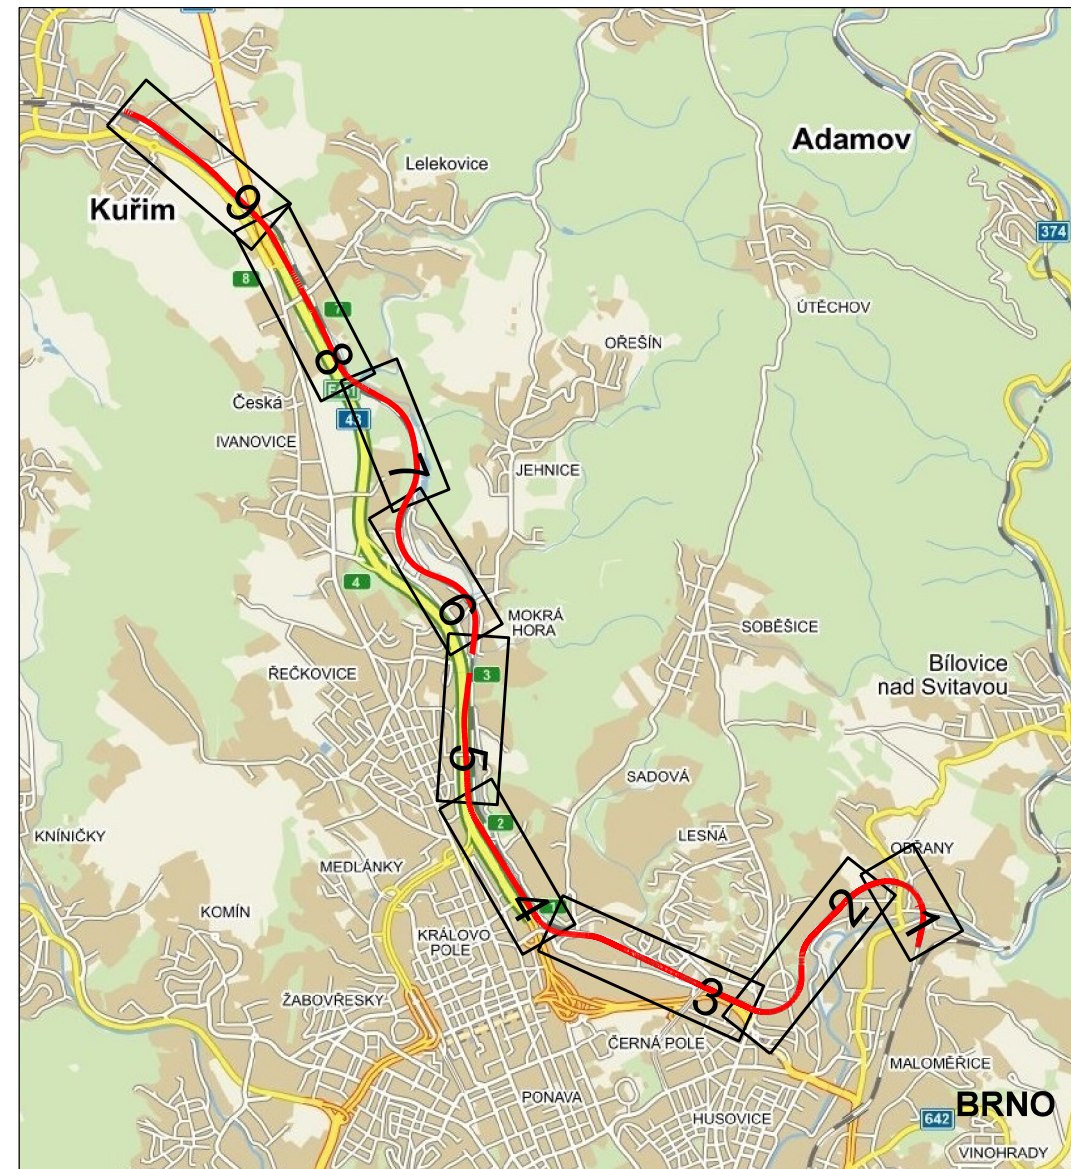 Adamov
Lelekovice
9
Kuřim
374
8
7
ÚTĚCHOV
OŘEŠÍN
8
Česká
43
IVANOVICE
7
JEHNICE
4
6
MOKRÁ
HORA
SOBĚŠICE
ŘEČKOVICE
3
Bílovice
nad Svitavou
5
SADOVÁ
2
KNÍNIČKY
LESNÁ
OBŘANY
MEDLÁNKY
KOMÍN
4
2
1
KRÁLOVO
POLE
ŽABOVŘESKY
3
ČERNÁ POLE
MALOMĚŘICE
PONAVA
HUSOVICE
642
BRNO
VINOHRADY